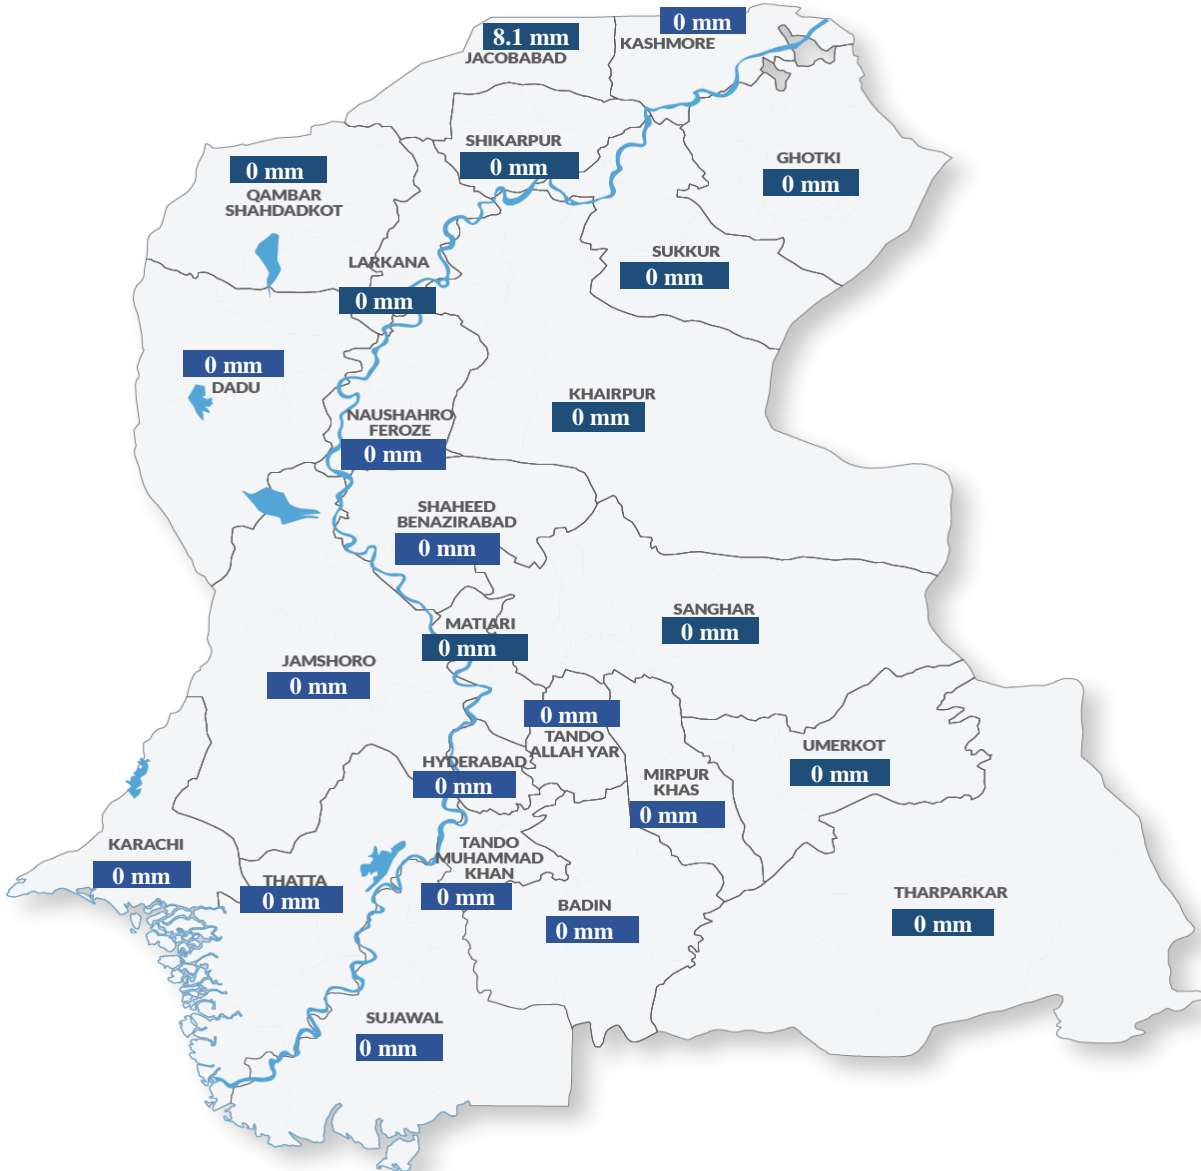 0 mm
8.1 mm
KASHMORE
JACOBABAD
SHIKARPUR
0 mm
GHOTKI
0 mm
0 mm
QAMBAR
SHAHDADKOT
SUKKUR
0 mm
LARKANA
0 mm
0 mm
DADU
KHAIRPUR
0 mm
NAUSHAHRO
FEROZE
0 mm
SHAHEED
BENAZIRABAD
0 mm
SANGHAR
0 mm
MATIARI
0 mm
JAMSHORO
0 mm
0 mm
TANDO
ALLAH YAR
UMERKOT
0 mm
HYDERABAD
0 mm
MIRPUR
KHAS
0 mm
KARACHI
0 mm
TANDO
MUHAMMAD
KHAN
0 mm
THATTA
0 mm
BADIN
0 mm
THARPARKAR
0 mm
SUJAWAL
0 mm